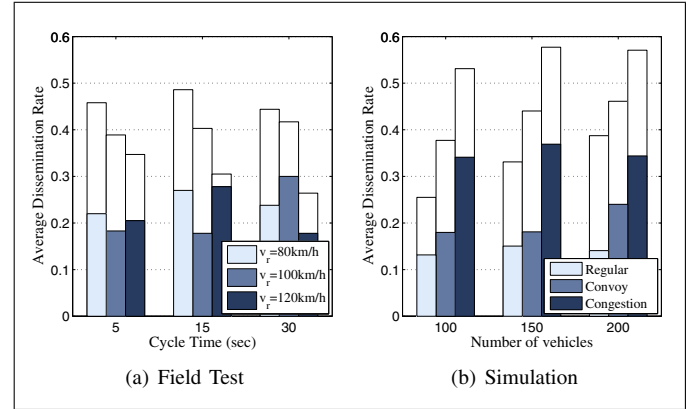 0.6
0.5
0.4
0.3
0.2
0.1
0
Average Dissemination Rate
5 15 30
Cycle Time (sec)
v_r=80km/h
v_r=100km/h
v_r=120km/h
(a) Field Test
0.6
0.5
0.4
0.3
0.2
0.1
0
Average Dissemination Rate
100 150 200
Number of vehicles
Regular
Convoy
Congestion
(b) Simulation